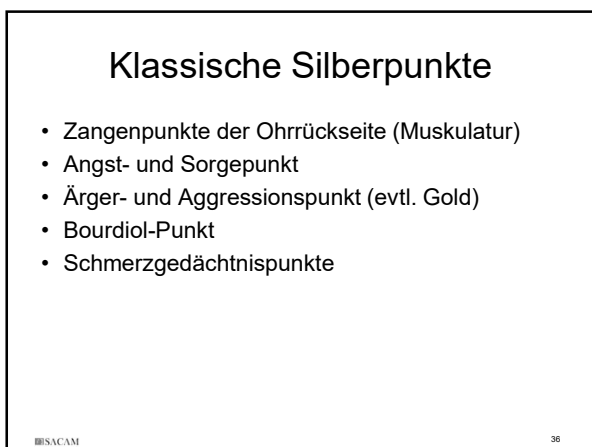 Klassische Silberpunkte
• Zangenpunkte der Ohrrückseite (Muskulatur)
• Angst- und Sorgepunkt
• Ärger- und Aggressionspunkt (evtl. Gold)
• Bourdiol-Punkt
• Schmerzgedächtnispunkte
SACAM
36